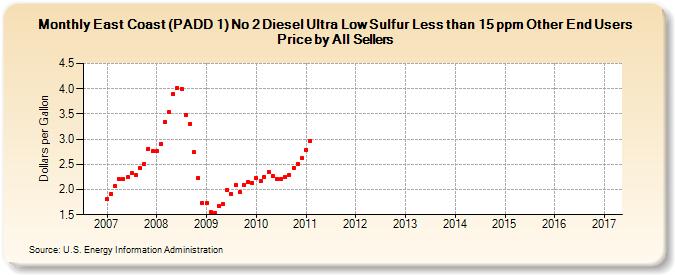 Monthly East Coast (PADD 1) No 2 Diesel Ultra Low Sulfur Less than 15 ppm Other End Users
Price by All Sellers
Dollars per Gallon
4.5
4.0
3.5
3.0
2.5
2.0
1.5
2007 2008 2009 2010 2011 2012 2013 2014 2015 2016 2017
Source: U.S. Energy Information Administration